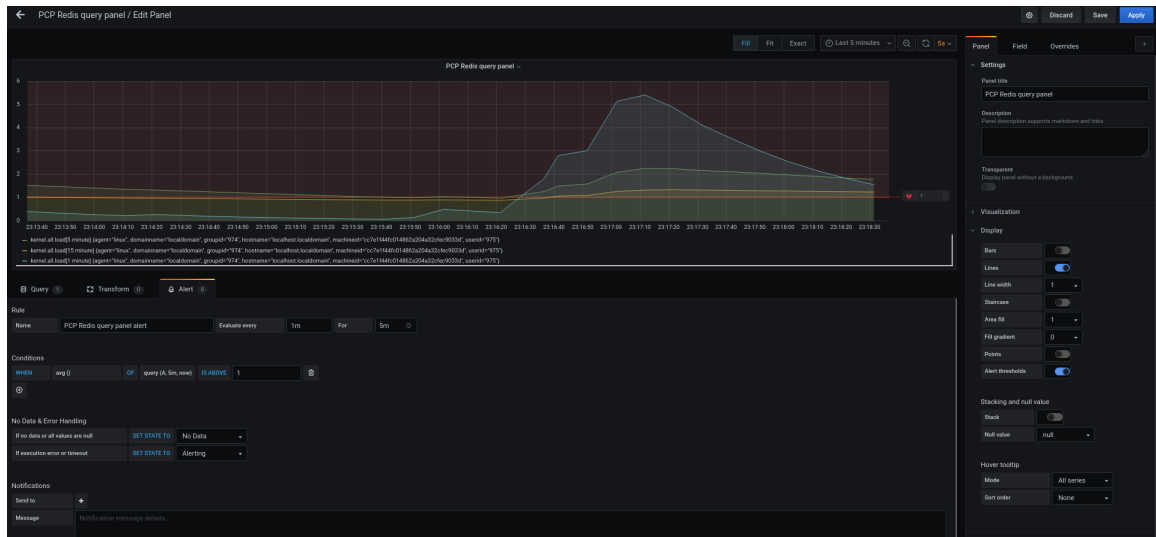 PCP Redis query panel / Edit Panel
Discard Save Apply
Fill Fit Exact Last 5 minutes 5s
Panel Field Overrides
PCP Redis query panel
6
5
4
3
2
1
0
1
23:13:40 23:13:50 23:14:00 23:14:10 23:14:20 23:14:30 23:14:40 23:14:50 23:15:00 23:15:10 23:15:20 23:15:30 23:15:40 23:15:50 23:16:00 23:16:10 23:16:20 23:16:30 23:16:40 23:16:50 23:17:00 23:17:10 23:17:20 23:17:30 23:17:40 23:17:50 23:18:00 23:18:10 23:18:20 23:18:30
kernel.all.load[5 minute] {agent="linux", domainname="localdomain", groupid="974", hostname="localhost.localdomain", machineid="cc7e1f44fc014862a204a32cfec9033d", userid="975"}
kernel.all.load[15 minute] {agent="linux", domainname="localdomain", groupid="974", hostname="localhost.localdomain", machineid="cc7e1f44fc014862a204a32cfec9033d", userid="975"}
kernel.all.load[1 minute] {agent="linux", domainname="localdomain", groupid="974", hostname="localhost.localdomain", machineid="cc7e1f44fc014862a204a32cfec9033d", userid="975"}
Query 1 Transform 0 Alert 0
Rule
Name PCP Redis query panel alert Evaluate every 1m For 5m
Conditions
WHEN avg () OF query (A, 5m, now) IS ABOVE 1
No Data & Error Handling
If no data or all values are null SET STATE TO No Data
If execution error or timeout SET STATE TO Alerting
Notifications
Send to
Message Notification message details.
Settings
Panel title
PCP Redis query panel
Description
Panel description supports markdown and links.
Transparent
Display panel without a background.
Visualization
Display
Bars
Lines
Line width 1
Staircase
Area fill 1
Fill gradient 0
Points
Alert thresholds
Stacking and null value
Stack
Null value null
Hover tooltip
Mode All series
Sort order None